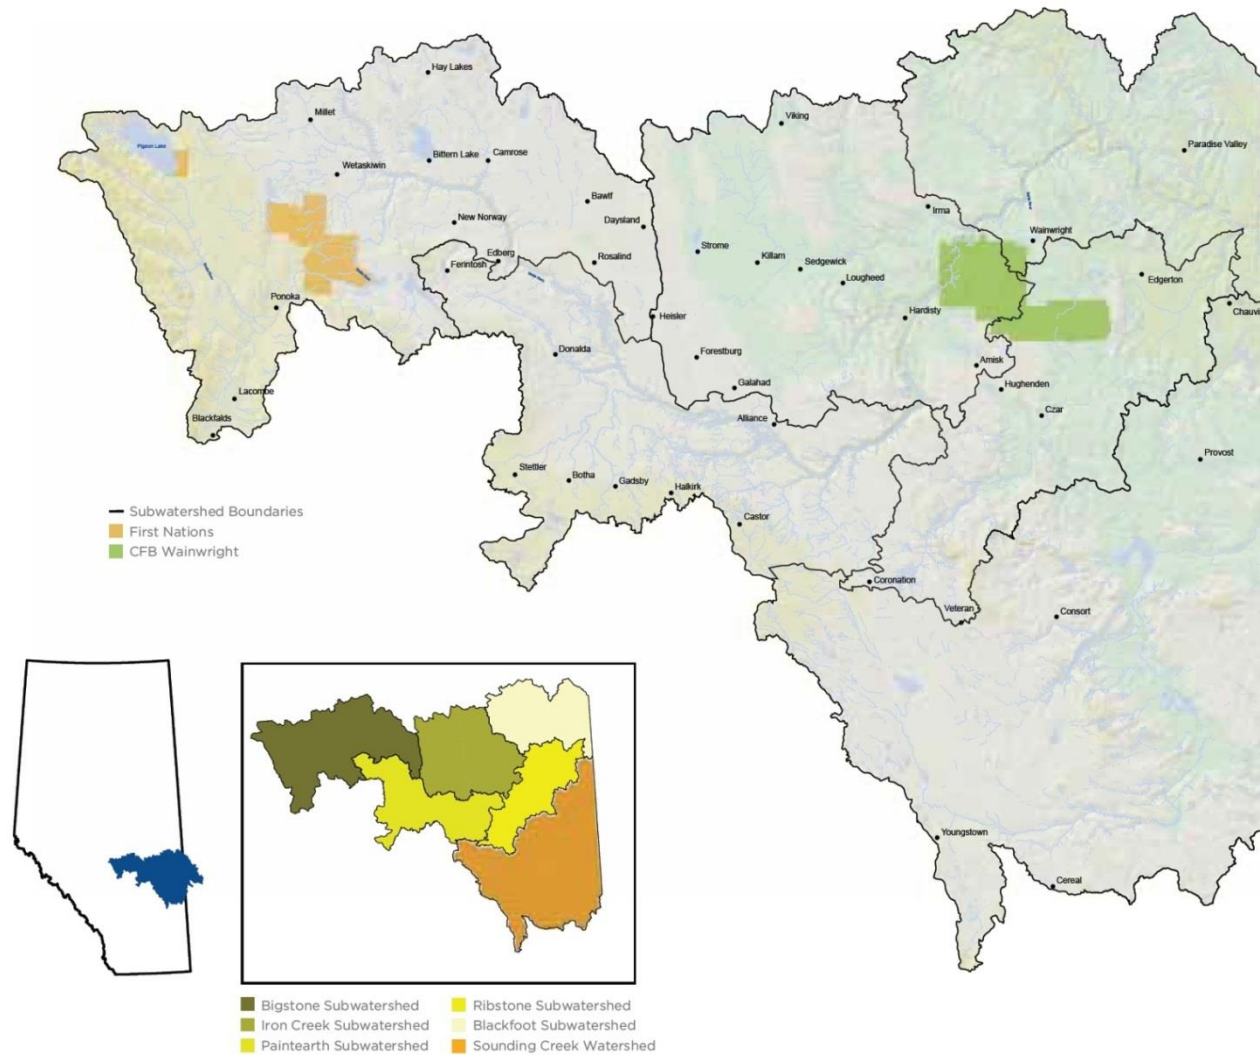 Hay Lakes
Millet
Viking
Pigeon Lake
Bittern Lake
Camrose
Paradise Valley
Wetaskiwin
Bawlf
Irma
New Norway
Daysland
Wainwright
Strome
Edberg
Ferintosh
Rosalind
Killam
Sedgewick
Lougheed
Edgerton
Ponoka
Heisler
Hardisty
Chauvi
Donalda
Forestburg
Amisk
Galahad
Hughenden
Lacombe
Blackfalds
Alliance
Czar
Provost
Stettler
Botha
Gadsby
Halkirk
Castor
Subwatershed Boundaries
First Nations
CFB Wainwright
Coronation
Veteran
Consort
Youngstown
Cereal
Bigstone Subwatershed
Iron Creek Subwatershed
Paintearth Subwatershed
Ribstone Subwatershed
Blackfoot Subwatershed
Sounding Creek Watershed